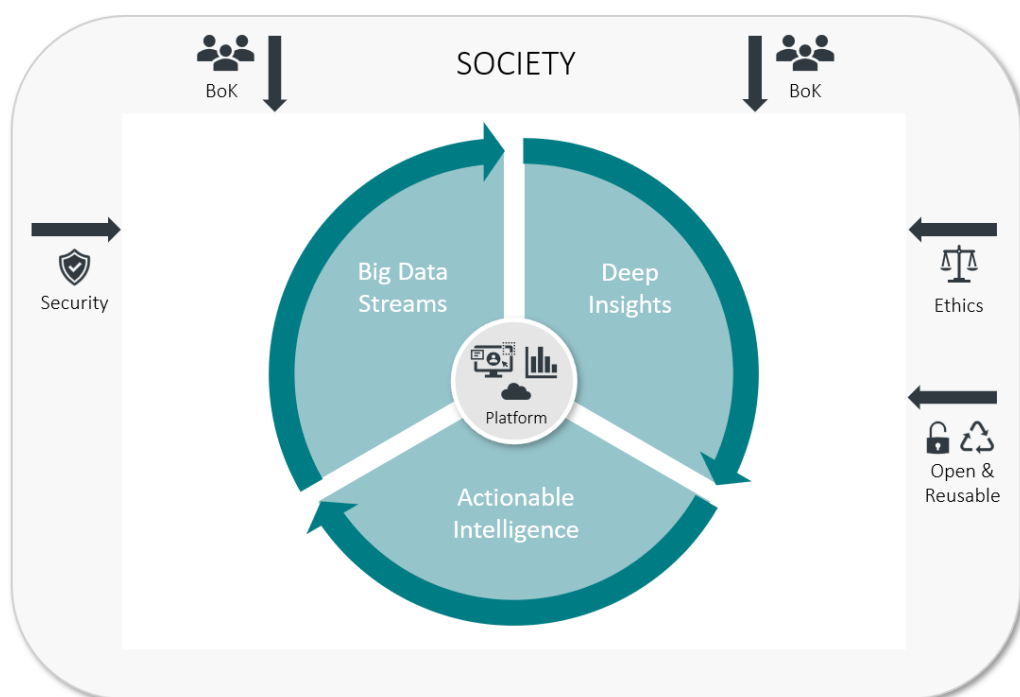 SOCIETY
BoK
BoK
Big Data
Streams
Deep
Insights
Security
Ethics
Platform
Open &
Reusable
Actionable
Intelligence